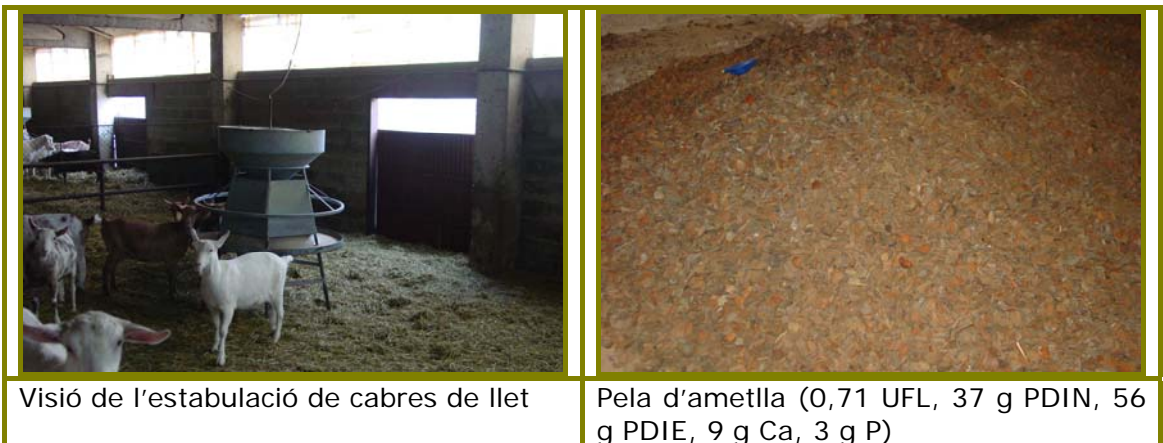 Visió de l'estabulació de cabres de llet
Pela d'ametlla (0,71 UFL, 37 g PDIN, 56
g PDIE, 9 g Ca, 3 g P)